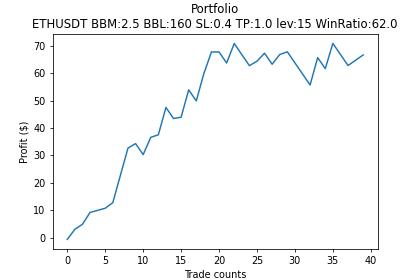 Portfolio
ETHUSDT BBM:2.5 BBL:160 SL:0.4 TP:1.0 lev:15 WinRatio:62.0
70
60
50
40
30
20
10
0
Profit ($)
0 5 10 15 20 25 30 35 40
Trade counts